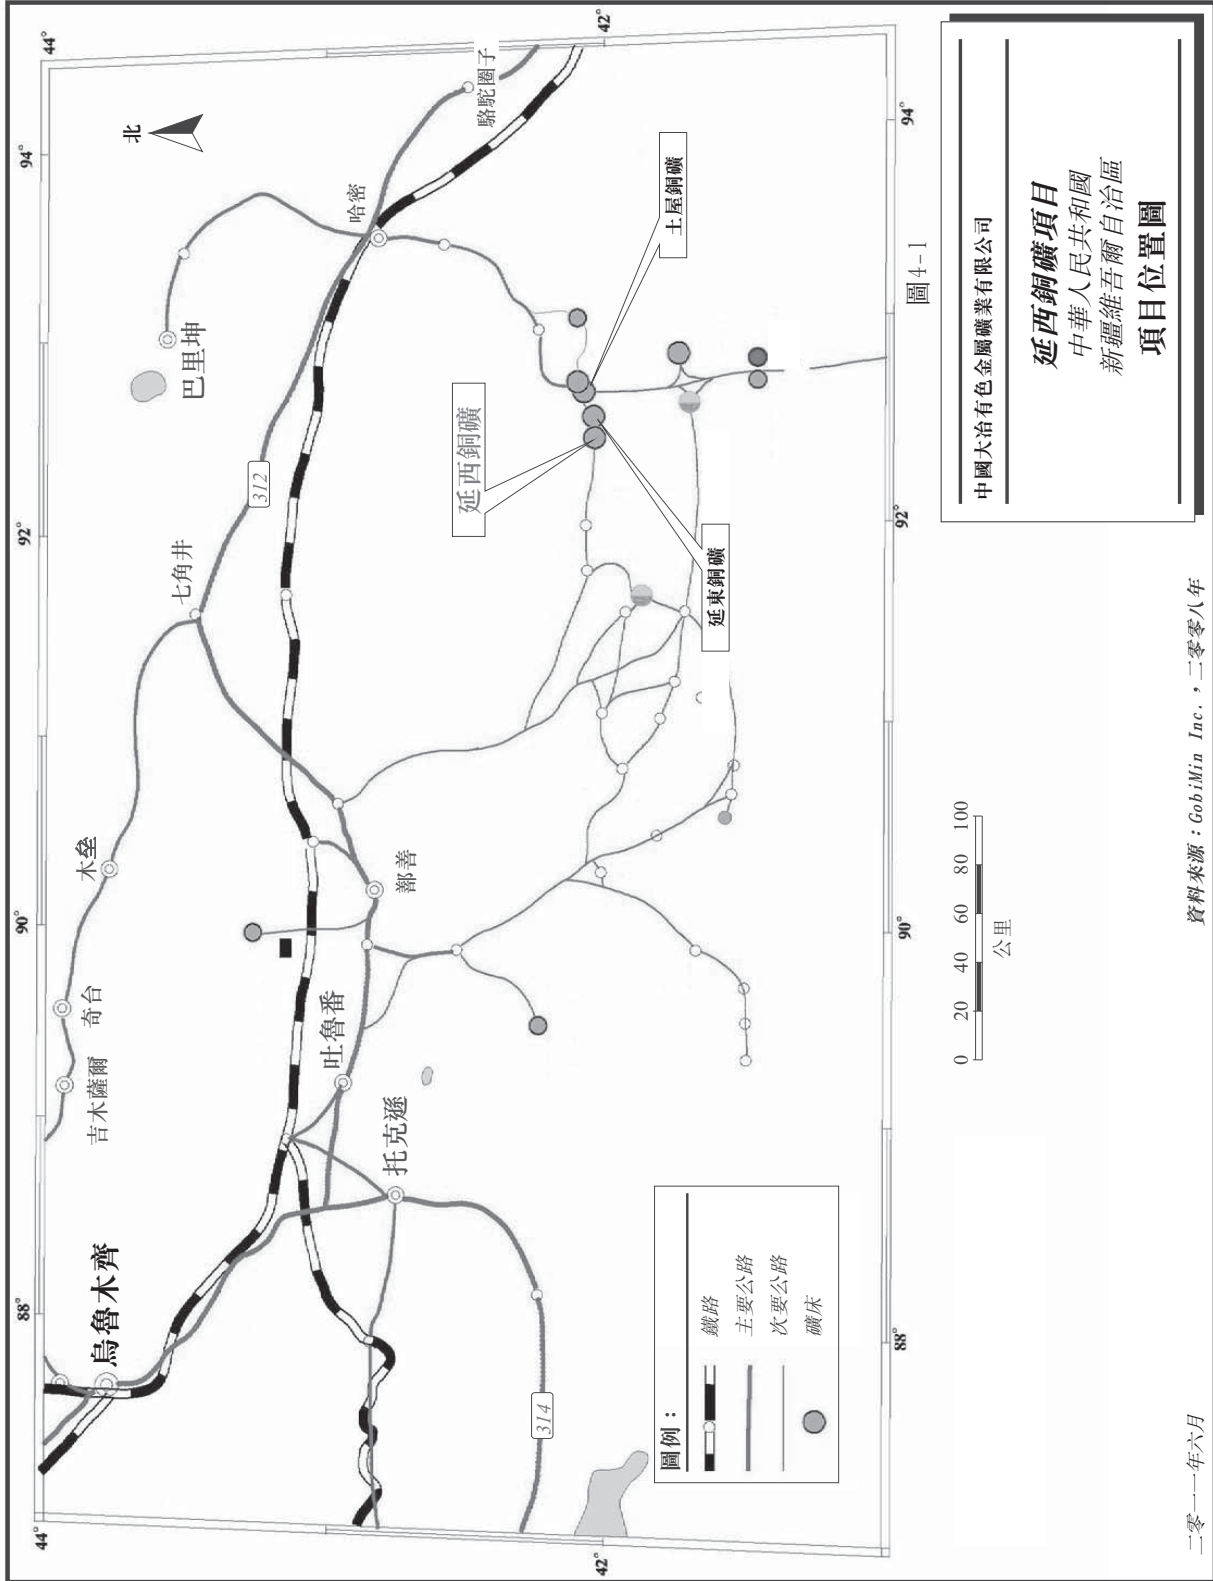 44°
42°
94°
94°
92°
92°
90°
90°
88°
88°
44°
42°
北
駱駝圈子
哈密
巴里坤
312
七角井
木壘
奇台
吉木薩爾
鄯善
吐魯番
托克遜
烏魯木齊
314
土屋銅礦
延西銅礦
延東銅礦
圖例：
鐵路
主要公路
次要公路
礦床
0 20 40 60 80 100
公里
圖4-1
中國大冶有色金屬礦業有限公司
延西銅礦項目
中華人民共和國
新疆維吾爾自治區
項目位置圖
二零一一年六月
資料來源：GobiMin Inc.，二零零八年